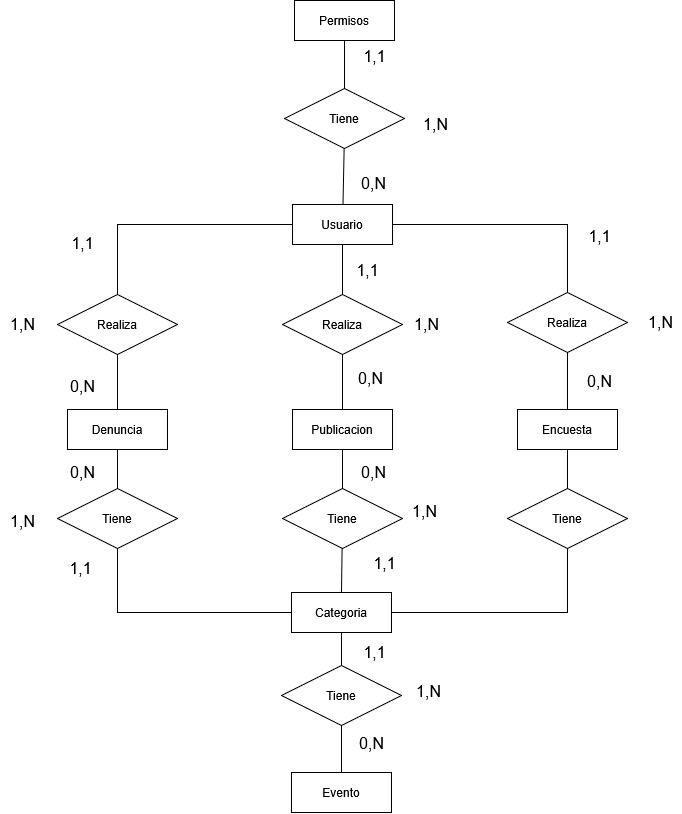 Permisos
1,1
Tiene
1,N
0,N
Usuario
1,1
1,1
1,1
Realiza
1,N
Realiza
1,N
Realiza
1,N
0,N
0,N
0,N
Denuncia
Publicacion
Encuesta
0,N
0,N
1,N
Tiene
Tiene
1,N
Tiene
1,1
1,1
Categoria
1,1
Tiene
1,N
0,N
Evento